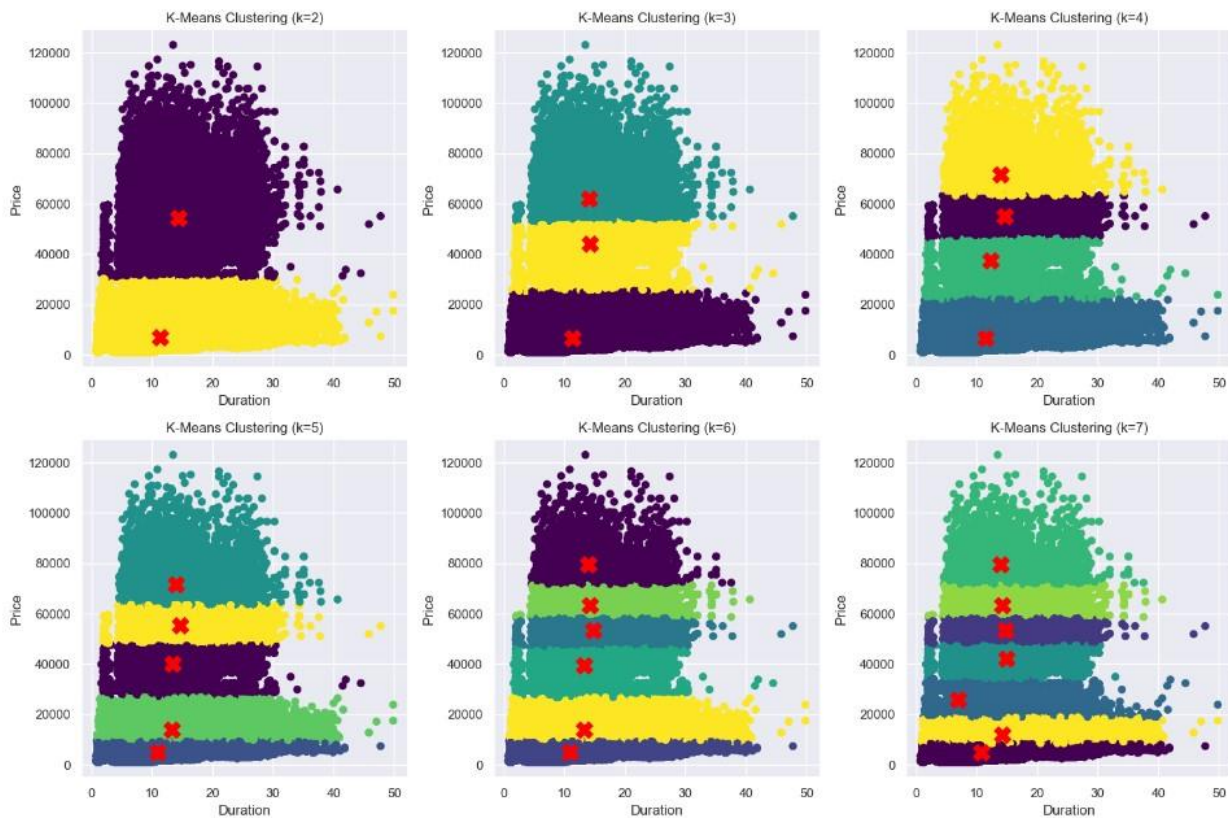 K-Means Clustering (k=2)
120000
100000
80000
60000
40000
20000
0
Price
0 10 20 30 40 50
Duration
K-Means Clustering (k=3)
120000
100000
80000
60000
40000
20000
0
Price
0 10 20 30 40 50
Duration
K-Means Clustering (k=4)
120000
100000
80000
60000
40000
20000
0
Price
0 10 20 30 40 50
Duration
K-Means Clustering (k=5)
120000
100000
80000
60000
40000
20000
0
Price
0 10 20 30 40 50
Duration
K-Means Clustering (k=6)
120000
100000
80000
60000
40000
20000
0
Price
0 10 20 30 40 50
Duration
K-Means Clustering (k=7)
120000
100000
80000
60000
40000
20000
0
Price
0 10 20 30 40 50
Duration